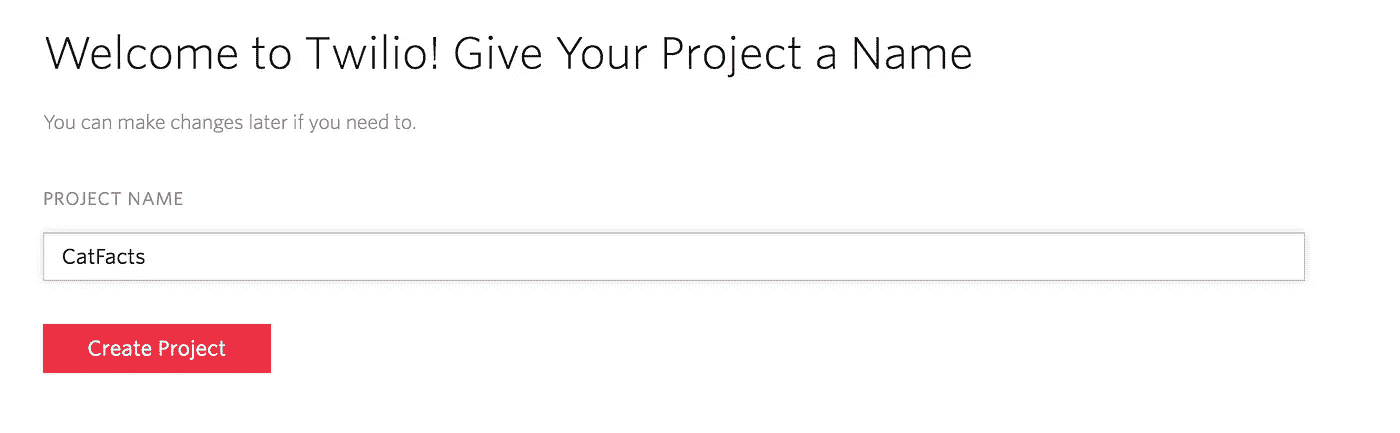 Welcome to Twilio! Give Your Project a Name
You can make changes later if you need to.
PROJECT NAME
CatFacts
Create Project